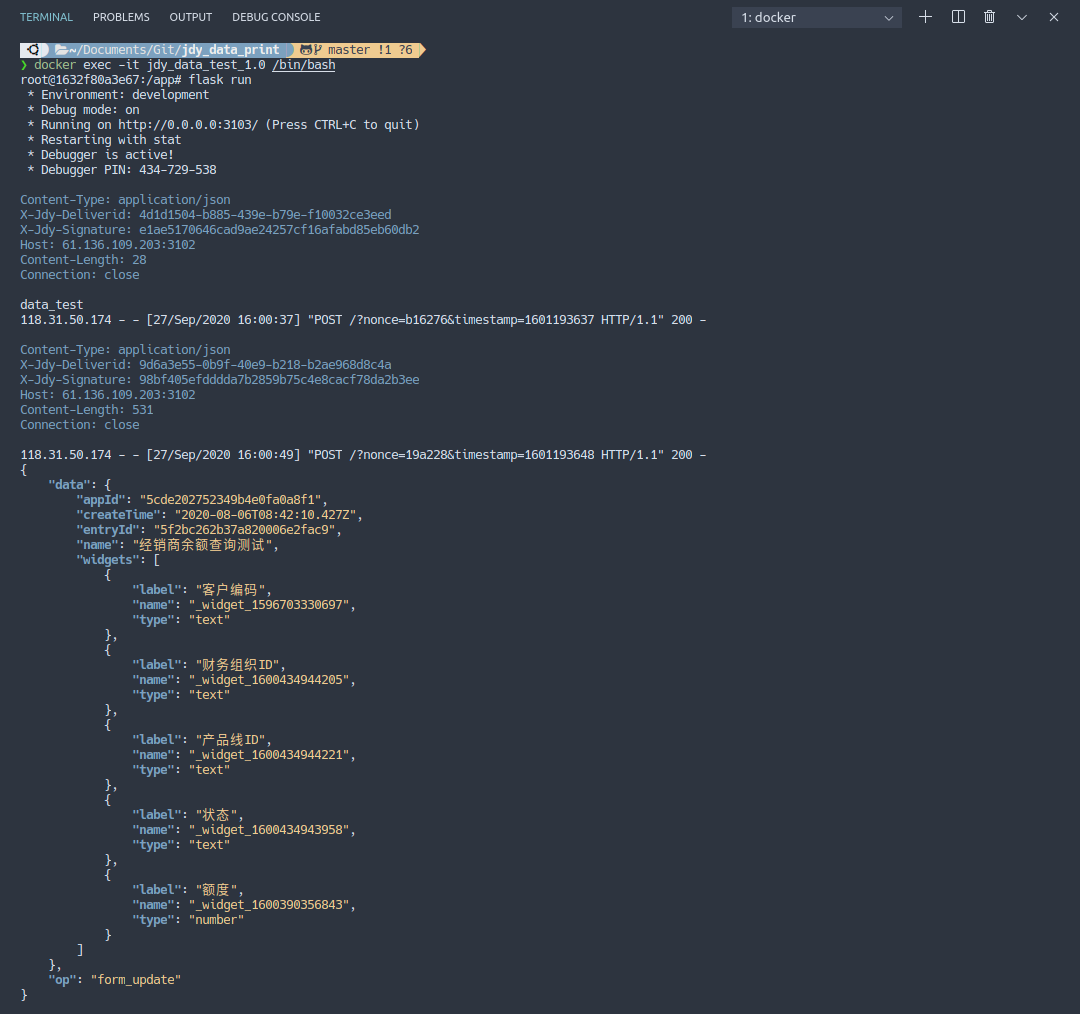 TERMINAL PROBLEMS OUTPUT DEBUG CONSOLE 1: docker
~/Documents/Git/jdy_data_print master !1 ?6
❯ docker exec -it jdy_data_test_1.0 /bin/bash
root@1632f80a3e67:/app# flask run
 * Environment: development
 * Debug mode: on
 * Running on http://0.0.0.0:3103/ (Press CTRL+C to quit)
 * Restarting with stat
 * Debugger is active!
 * Debugger PIN: 434-729-538
Content-Type: application/json
X-Jdy-Deliverid: 4d1d1504-b885-439e-b79e-f10032ce3eed
X-Jdy-Signature: e1ae5170646cad9ae24257cf16afabd85eb60db2
Host: 61.136.109.203:3102
Content-Length: 28
Connection: close
data_test
118.31.50.174 - - [27/Sep/2020 16:00:37] "POST /?nonce=b16276&timestamp=1601193637 HTTP/1.1" 200 -
Content-Type: application/json
X-Jdy-Deliverid: 9d6a3e55-0b9f-40e9-b218-b2ae968d8c4a
X-Jdy-Signature: 98bf405efdddda7b2859b75c4e8cacf78da2b3ee
Host: 61.136.109.203:3102
Content-Length: 531
Connection: close
118.31.50.174 - - [27/Sep/2020 16:00:49] "POST /?nonce=19a228&timestamp=1601193648 HTTP/1.1" 200 -
{
    "data": {
        "appId": "5cde202752349b4e0fa0a8f1",
        "createTime": "2020-08-06T08:42:10.427Z",
        "entryId": "5f2bc262b37a820006e2fac9",
        "name": "经销商余额查询测试",
        "widgets": [
            {
                "label": "客户编码",
                "name": "_widget_1596703330697",
                "type": "text"
            },
            {
                "label": "财务组织ID",
                "name": "_widget_1600434944205",
                "type": "text"
            },
            {
                "label": "产品线ID",
                "name": "_widget_1600434944221",
                "type": "text"
            },
            {
                "label": "状态",
                "name": "_widget_1600434943958",
                "type": "text"
            },
            {
                "label": "额度",
                "name": "_widget_1600390356843",
                "type": "number"
            }
        ]
    },
    "op": "form_update"
}